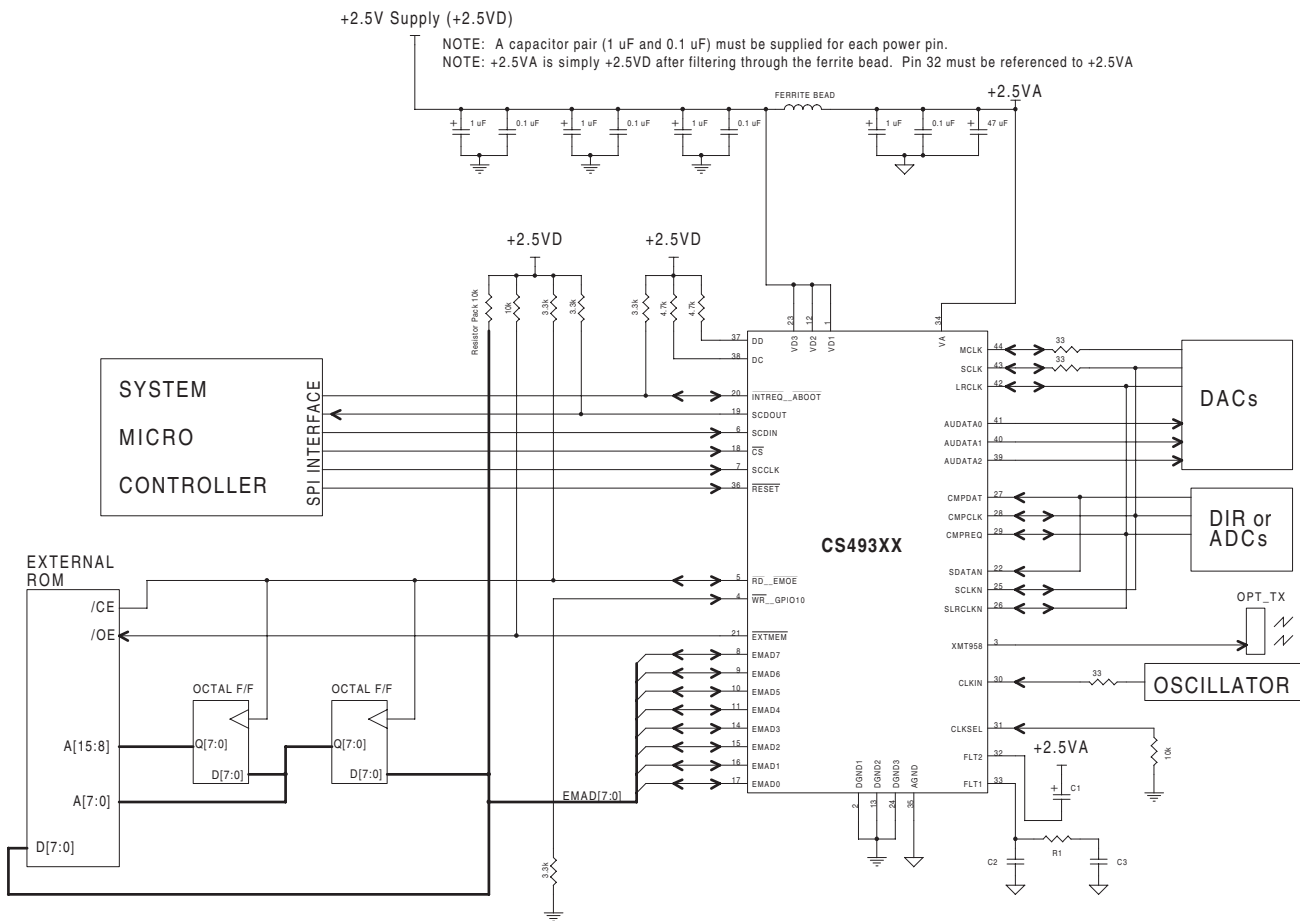 +2.5V Supply (+2.5VD)
NOTE: A capacitor pair (1 uF and 0.1 uF) must be supplied for each power pin.
NOTE: +2.5VA is simply +2.5VD after filtering through the ferrite bead. Pin 32 must be referenced to +2.5VA
FERRITE BEAD
+2.5VA
+ 1 uF
0.1 uF
+ 1 uF
0.1 uF
+ 1 uF
0.1 uF
+ 1 uF
0.1 uF
+ 47 uF
+2.5VD
+2.5VD
Resistor Pack 10k
10k
3.3k
3.3k
3.3k
4.7k
4.7k
23
12
1
34
VD3
VD2
VD1
VA
37 DD
38 DC
20 INTREQ__ABOOT
19 SCDOUT
6 SCDIN
18 CS
7 SCCLK
36 RESET
5 RD__EMOE
4 WR__GPIO10
21 EXTMEM
8 EMAD7
9 EMAD6
10 EMAD5
11 EMAD4
14 EMAD3
15 EMAD2
16 EMAD1
17 EMAD0
CS493XX
MCLK 44
33
SCLK 43
33
LRCLK 42
AUDATA0 41
AUDATA1 40
AUDATA2 39
CMPDAT 27
CMPCLK 28
CMPREQ 29
SDATAN 22
SCLKN 25
SLRCLKN 26
XMT958 3
CLKIN 30
33
CLKSEL 31
FLT2 32
FLT1 33
DGND1
DGND2
DGND3
AGND
2
13
24
35
DACs
DIR or
ADCs
OPT_TX
OSCILLATOR
10k
+2.5VA
+ C1
C2
R1
C3
SYSTEM
MICRO
CONTROLLER
SPI INTERFACE
EXTERNAL
ROM
/CE
/OE
A[15:8]
A[7:0]
D[7:0]
OCTAL F/F
Q[7:0]
D[7:0]
OCTAL F/F
Q[7:0]
D[7:0]
EMAD[7:0]
3.3k